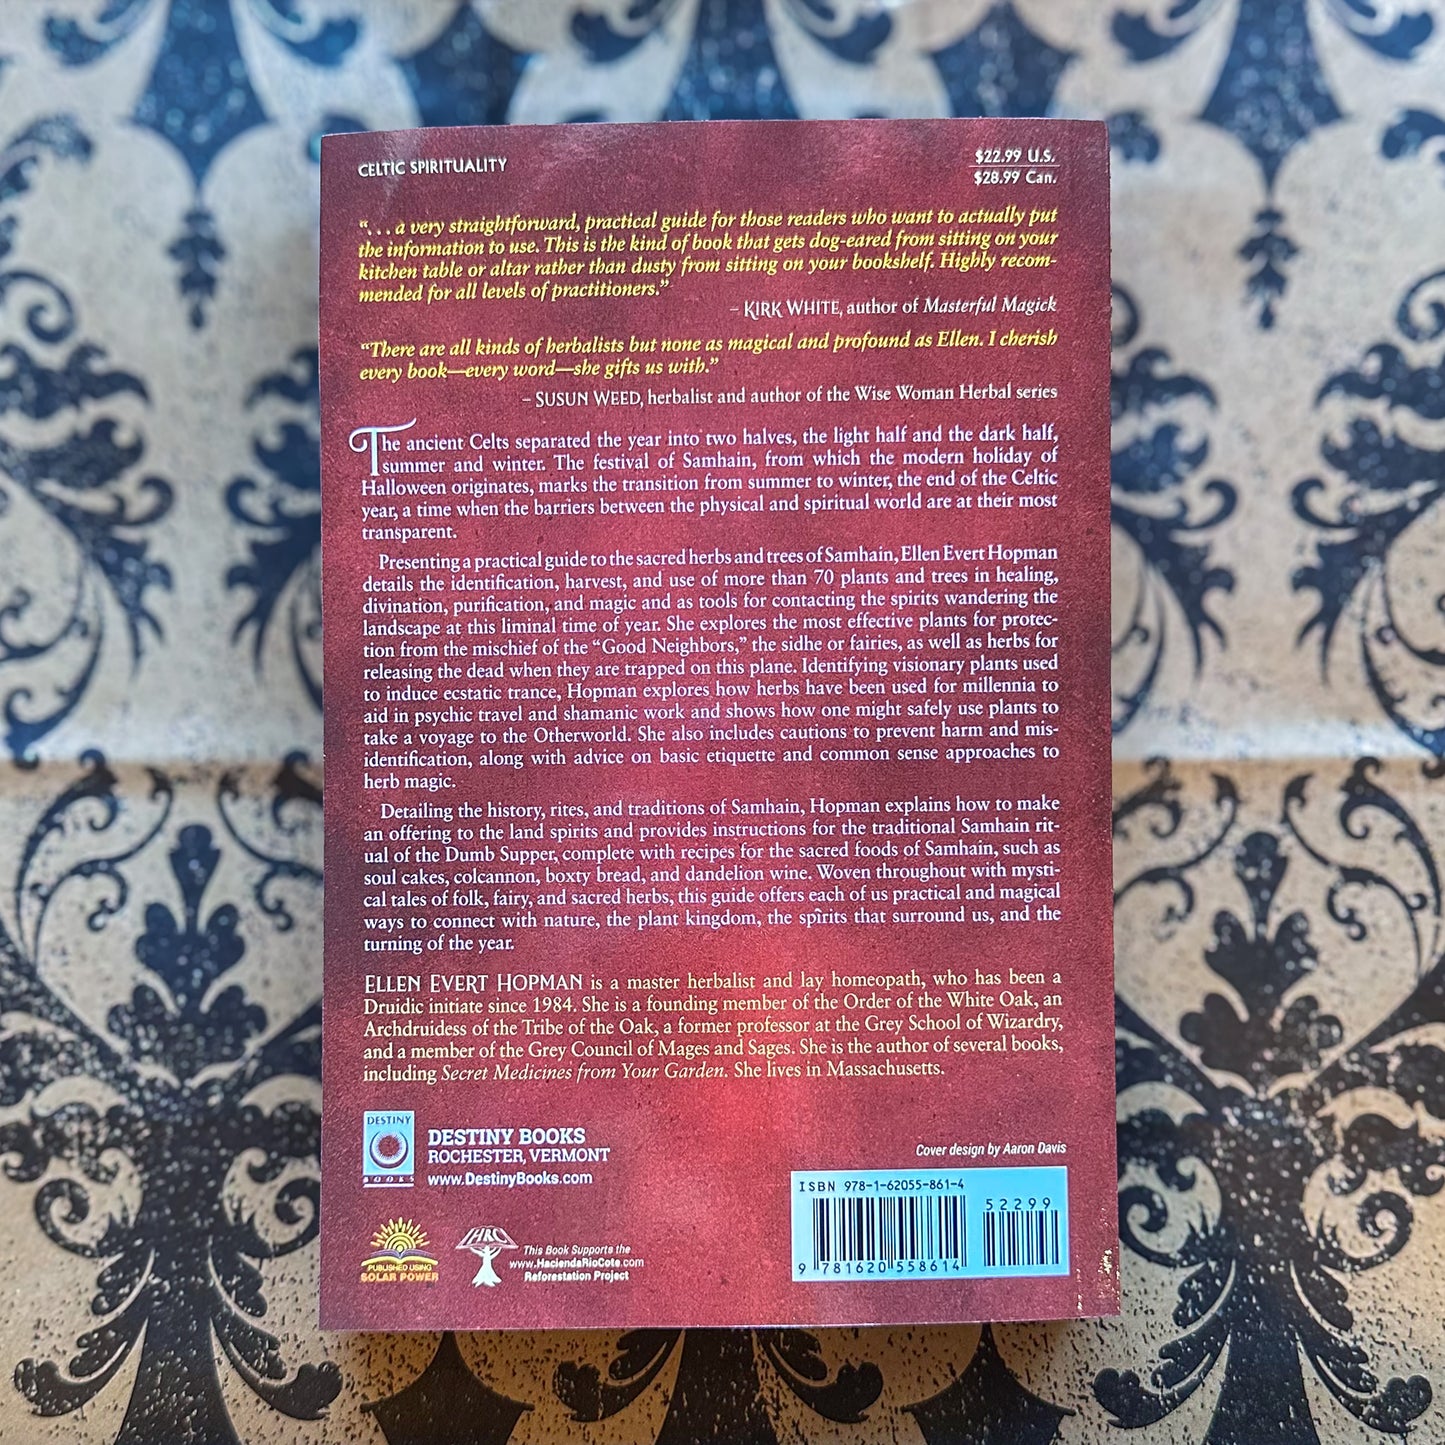 CELTIC SPIRITUALITY
$22.99 U.S.
$28.99 Can.
“. . . a very straightforward, practical guide for those readers who want to actually put
the information to use. This is the kind of book that gets dog-eared from sitting on your
kitchen table or altar rather than dusty from sitting on your bookshelf. Highly recom-
mended for all levels of practitioners.”
– KIRK WHITE, author of Masterful Magick
“There are all kinds of herbalists but none as magical and profound as Ellen. I cherish
every book—every word—she gifts us with.”
– SUSUN WEED, herbalist and author of the Wise Woman Herbal series
The ancient Celts separated the year into two halves, the light half and the dark half,
summer and winter. The festival of Samhain, from which the modern holiday of
Halloween originates, marks the transition from summer to winter, the end of the Celtic
year, a time when the barriers between the physical and spiritual world are at their most
transparent.
Presenting a practical guide to the sacred herbs and trees of Samhain, Ellen Evert Hopman
details the identification, harvest, and use of more than 70 plants and trees in healing,
divination, purification, and magic and as tools for contacting the spirits wandering the
landscape at this liminal time of year. She explores the most effective plants for protec-
tion from the mischief of the “Good Neighbors,” the sidhe or fairies, as well as herbs for
releasing the dead when they are trapped on this plane. Identifying visionary plants used
to induce ecstatic trance, Hopman explores how herbs have been used for millennia to
aid in psychic travel and shamanic work and shows how one might safely use plants to
take a voyage to the Otherworld. She also includes cautions to prevent harm and mis-
identification, along with advice on basic etiquette and common sense approaches to
herb magic.
Detailing the history, rites, and traditions of Samhain, Hopman explains how to make
an offering to the land spirits and provides instructions for the traditional Samhain rit-
ual of the Dumb Supper, complete with recipes for the sacred foods of Samhain, such as
soul cakes, colcannon, boxty bread, and dandelion wine. Woven throughout with mysti-
cal tales of folk, fairy, and sacred herbs, this guide offers each of us practical and magical
ways to connect with nature, the plant kingdom, the spirits that surround us, and the
turning of the year.
ELLEN EVERT HOPMAN is a master herbalist and lay homeopath, who has been a
Druidic initiate since 1984. She is a founding member of the Order of the White Oak, an
Archdruidess of the Tribe of the Oak, a former professor at the Grey School of Wizardry,
and a member of the Grey Council of Mages and Sages. She is the author of several books,
including Secret Medicines from Your Garden. She lives in Massachusetts.
DESTINY
BOOKS
DESTINY BOOKS
ROCHESTER, VERMONT
www.DestinyBooks.com
Cover design by Aaron Davis
PUBLISHED USING
SOLAR POWER
HRC
This Book Supports the
www.HaciendaRioCote.com
Reforestation Project
ISBN 978-1-62055-861-4
52299
9 781620 558614